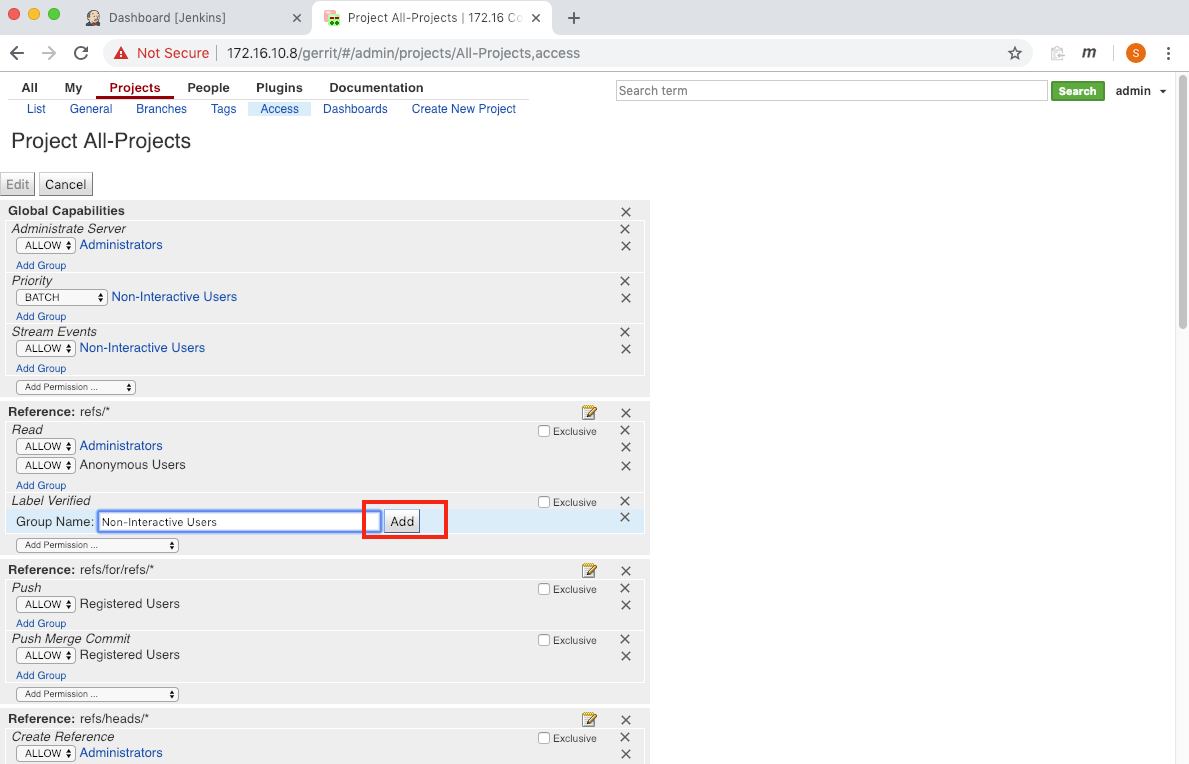 Dashboard [Jenkins]
Project All-Projects | 172.16 Co
Not Secure 172.16.10.8/gerrit/#/admin/projects/All-Projects,access
m
S
All My Projects People Plugins Documentation
Search term
Search
admin
List General Branches Tags Access Dashboards Create New Project
Project All-Projects
Edit Cancel
Global Capabilities
Administrate Server
ALLOW Administrators
Add Group
Priority
BATCH Non-Interactive Users
Add Group
Stream Events
ALLOW Non-Interactive Users
Add Group
Add Permission ...
Reference: refs/*
Read Exclusive
ALLOW Administrators
ALLOW Anonymous Users
Add Group
Label Verified Exclusive
Group Name: Non-Interactive Users Add
Add Permission ...
Reference: refs/for/refs/*
Push Exclusive
ALLOW Registered Users
Add Group
Push Merge Commit Exclusive
ALLOW Registered Users
Add Group
Add Permission ...
Reference: refs/heads/*
Create Reference Exclusive
ALLOW Administrators